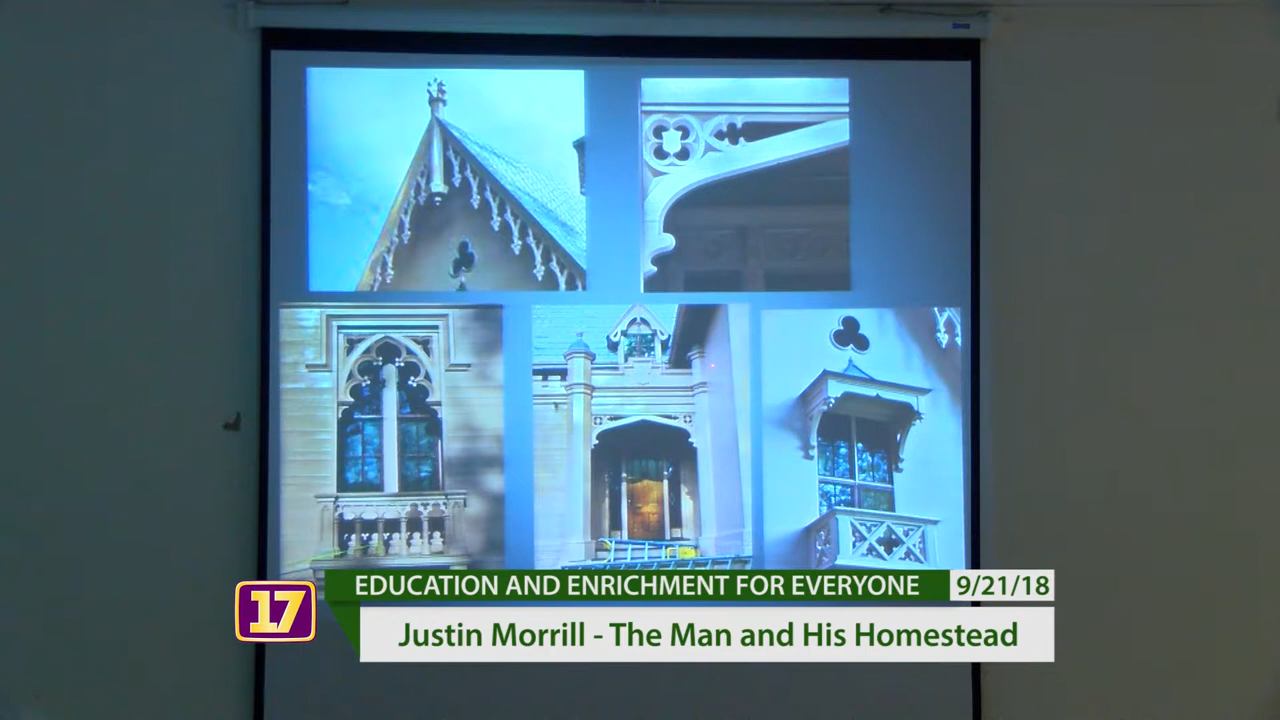 EDUCATION AND ENRICHMENT FOR EVERYONE 9/21/18
17
Justin Morrill - The Man and His Homestead